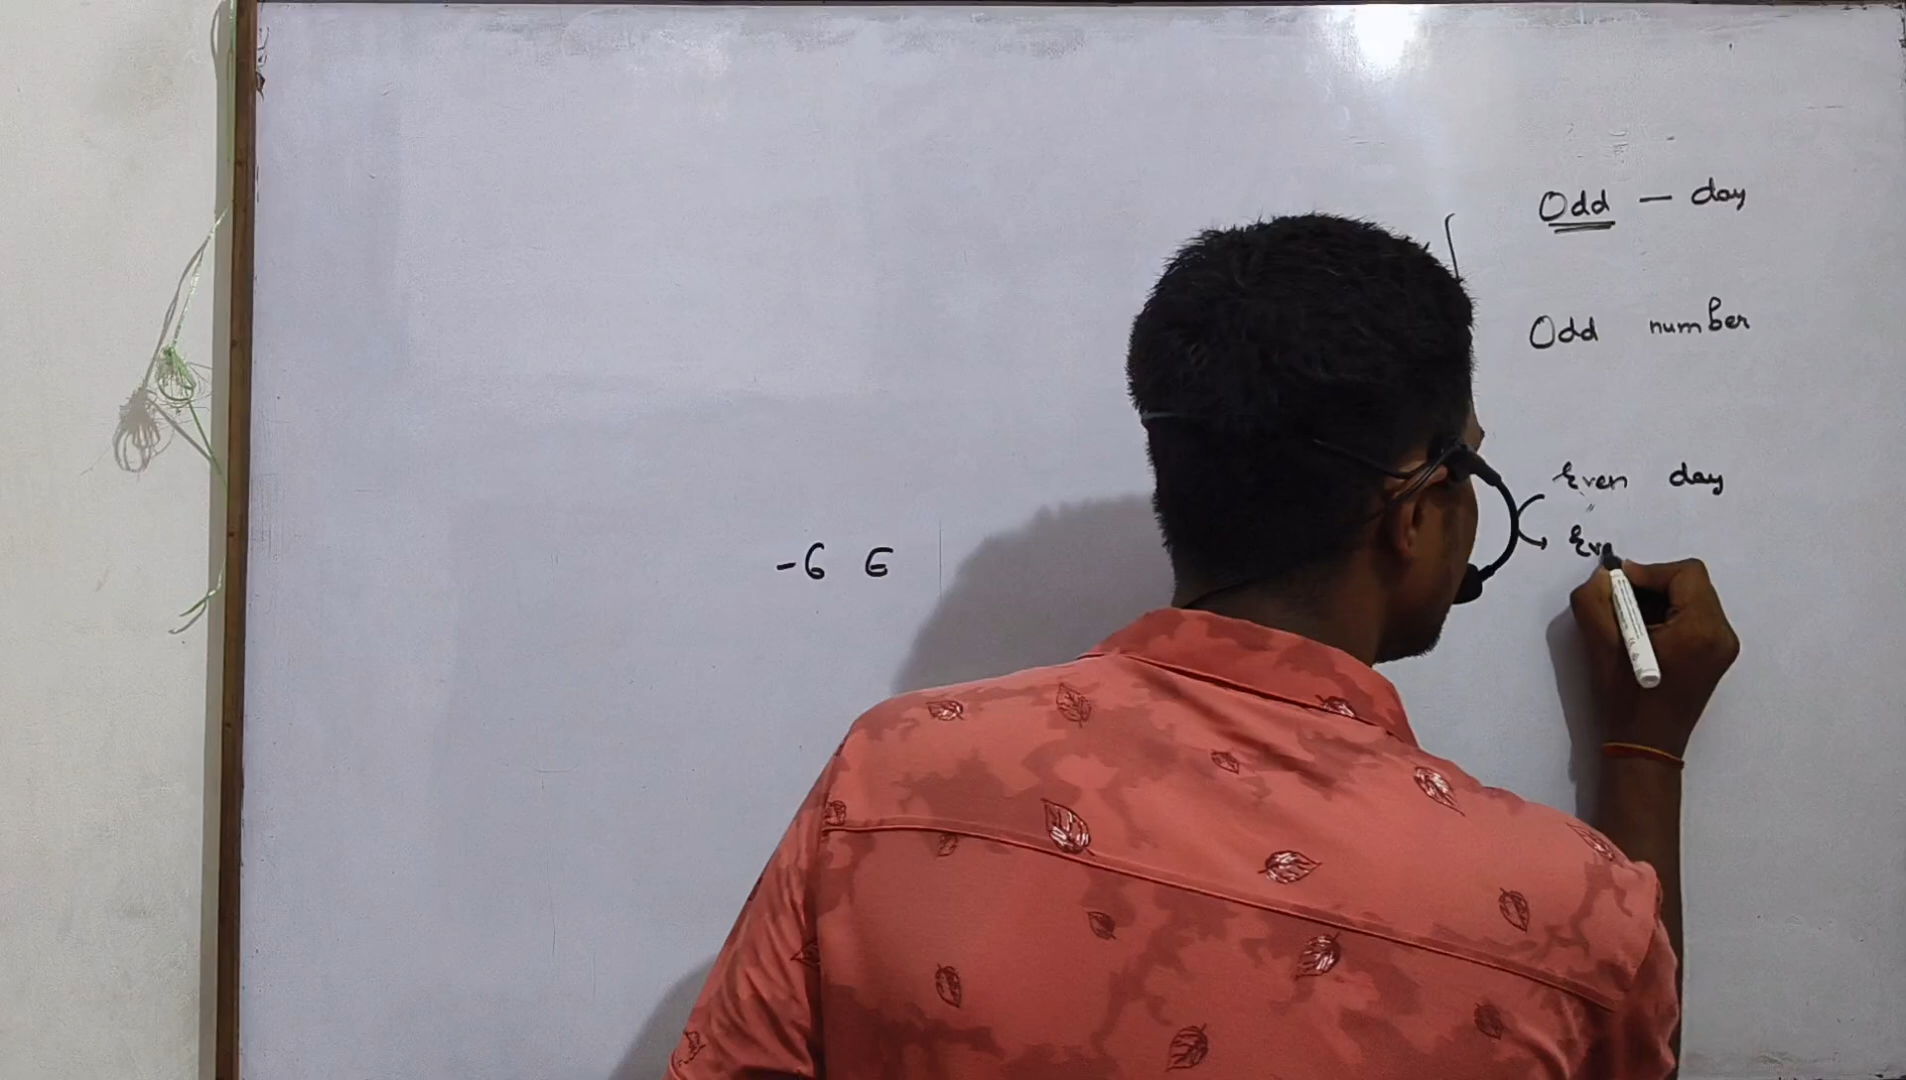 Odd — day
Odd number
Even day
Eve
-6 ∈